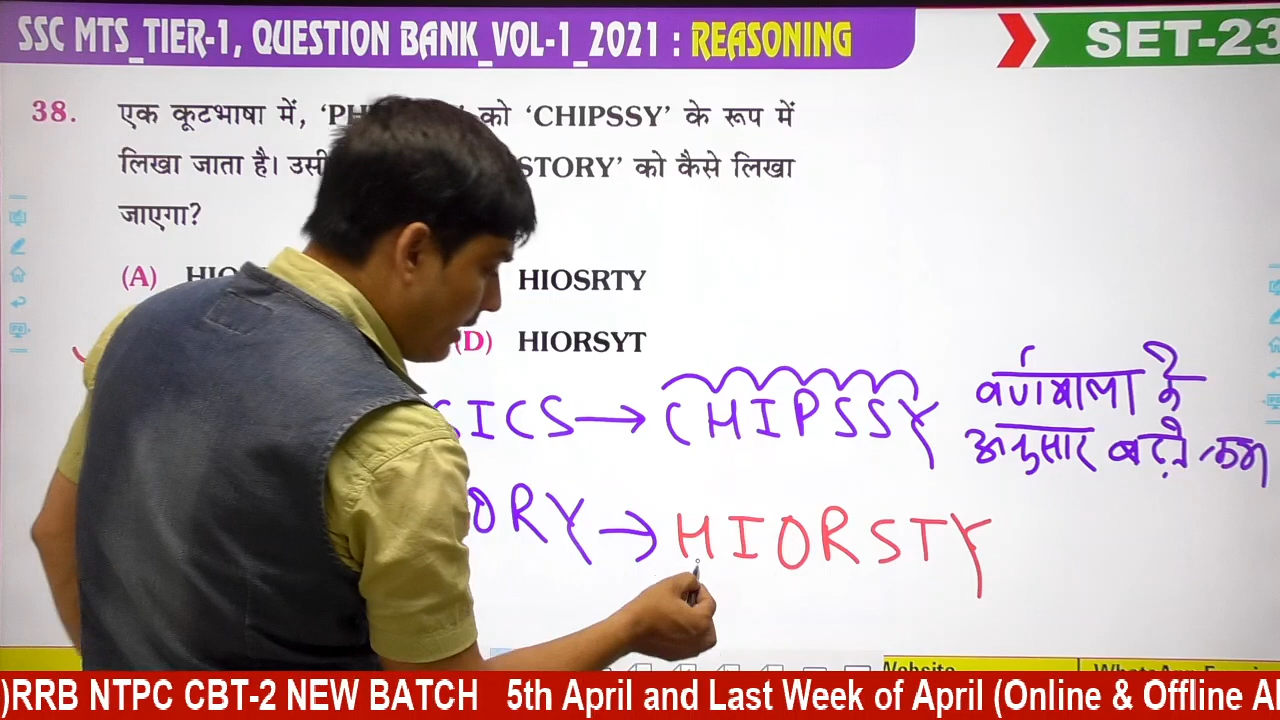 SSC MTS_TIER-1, QUESTION BANK_VOL-1_2021 : REASONING
SET-23
38. एक कूटभाषा में, 'PH को 'CHIPSSY' के रूप में
लिखा जाता है। उसी STORY' को कैसे लिखा
जाएगा?
(A) HIO HIOSRTY
(D) HIORSYT
SICS → CHIPSSY
वर्णमाला के
अनुसार बढ़ते क्रम
ORY → HIORSTY
Website
)RRB NTPC CBT-2 NEW BATCH 5th April and Last Week of April (Online & Offline